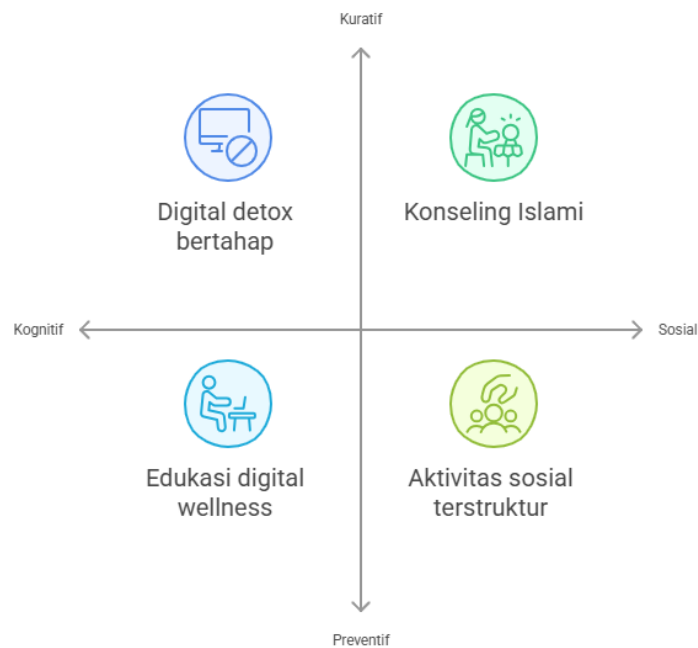 Kuratif
Digital detox
bertahap
Konseling Islami
Kognitif
Sosial
Edukasi digital
wellness
Aktivitas sosial
terstruktur
Preventif